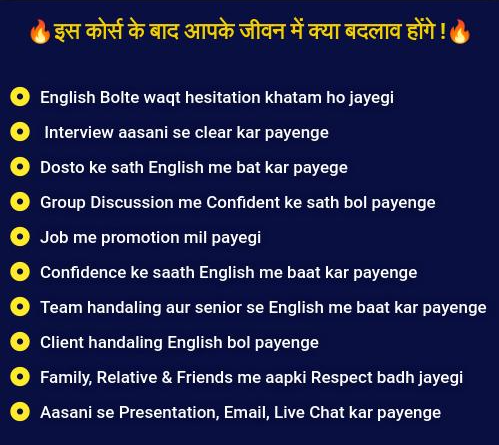 🔥इस कोर्स के बाद आपके जीवन में क्या बदलाव होंगे !🔥
English Bolte waqt hesitation khatam ho jayegi
Interview aasani se clear kar payenge
Dosto ke sath English me bat kar payege
Group Discussion me Confident ke sath bol payenge
Job me promotion mil payegi
Confidence ke saath English me baat kar payenge
Team handaling aur senior se English me baat kar payenge
Client handaling English bol payenge
Family, Relative & Friends me aapki Respect badh jayegi
Aasani se Presentation, Email, Live Chat kar payenge